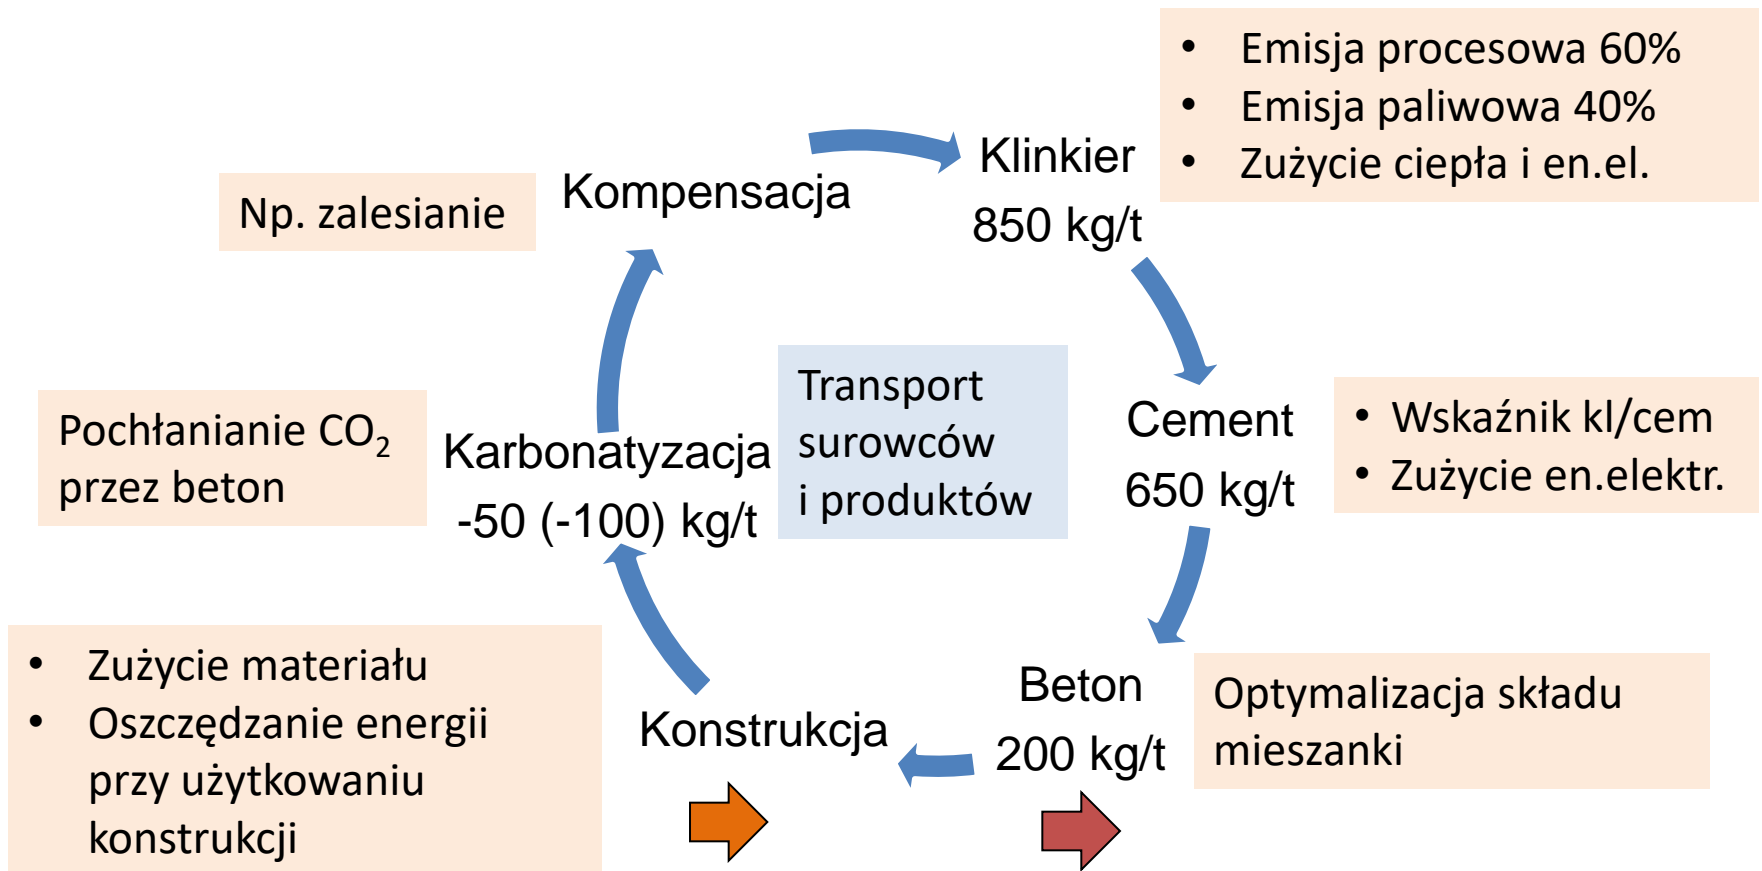 • Emisja procesowa 60%
• Emisja paliwowa 40%
• Zużycie ciepła i en.el.
Klinkier
850 kg/t
Kompensacja
Np. zalesianie
Transport
surowców
i produktów
Cement
650 kg/t
• Wskaźnik kl/cem
• Zużycie en.elektr.
Pochłanianie CO₂
przez beton
Karbonatyzacja
-50 (-100) kg/t
• Zużycie materiału
• Oszczędzanie energii
przy użytkowaniu
konstrukcji
Konstrukcja
Beton
200 kg/t
Optymalizacja składu
mieszanki